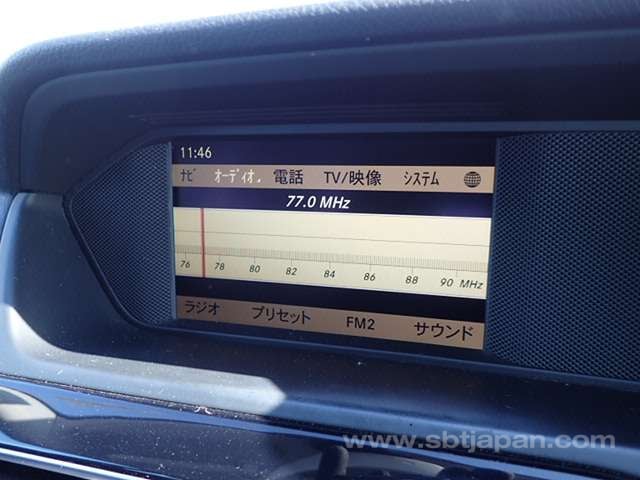 11:46
ﾅﾋﾞ ｵｰﾃﾞｨｵ 電話 TV/映像 ｼｽﾃﾑ
77.0 MHz
76 78 80 82 84 86 88 90 MHz
ラジオ プリセット FM2 サウンド
www.sbtjapan.com